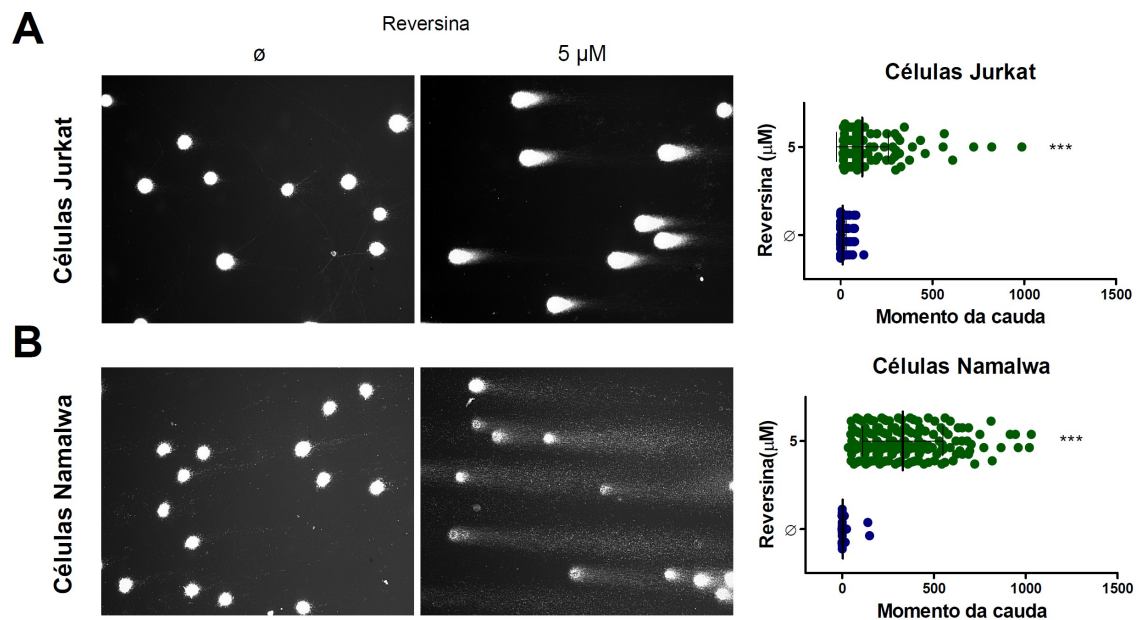 A
Reversina
ø
5 µM
Células Jurkat
Células Jurkat
Reversina (µM)
5
***
∅
0
500
1000
1500
Momento da cauda
B
Células Namalwa
Células Namalwa
Reversina(µM)
5
***
∅
0
500
1000
1500
Momento da cauda